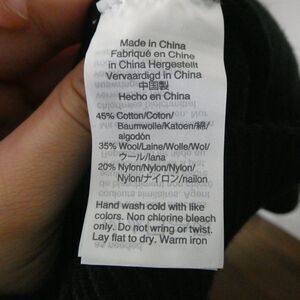 Made in China
Fabriqué en Chine
in China Hergestellt
Vervaardigd in China
中国製
Hecho en China
45% Cotton/Coton/
Baumwolle/Katoen/綿/
algodón
35% Wool/Laine/Wolle/Wol/
ウール/lana
20% Nylon/Nylon/Nylon/
Nylon/ナイロン/nailon
Hand wash cold with like
colors. Non chlorine bleach
only. Do not wring or twist.
Lay flat to dry. Warm iron
as needed